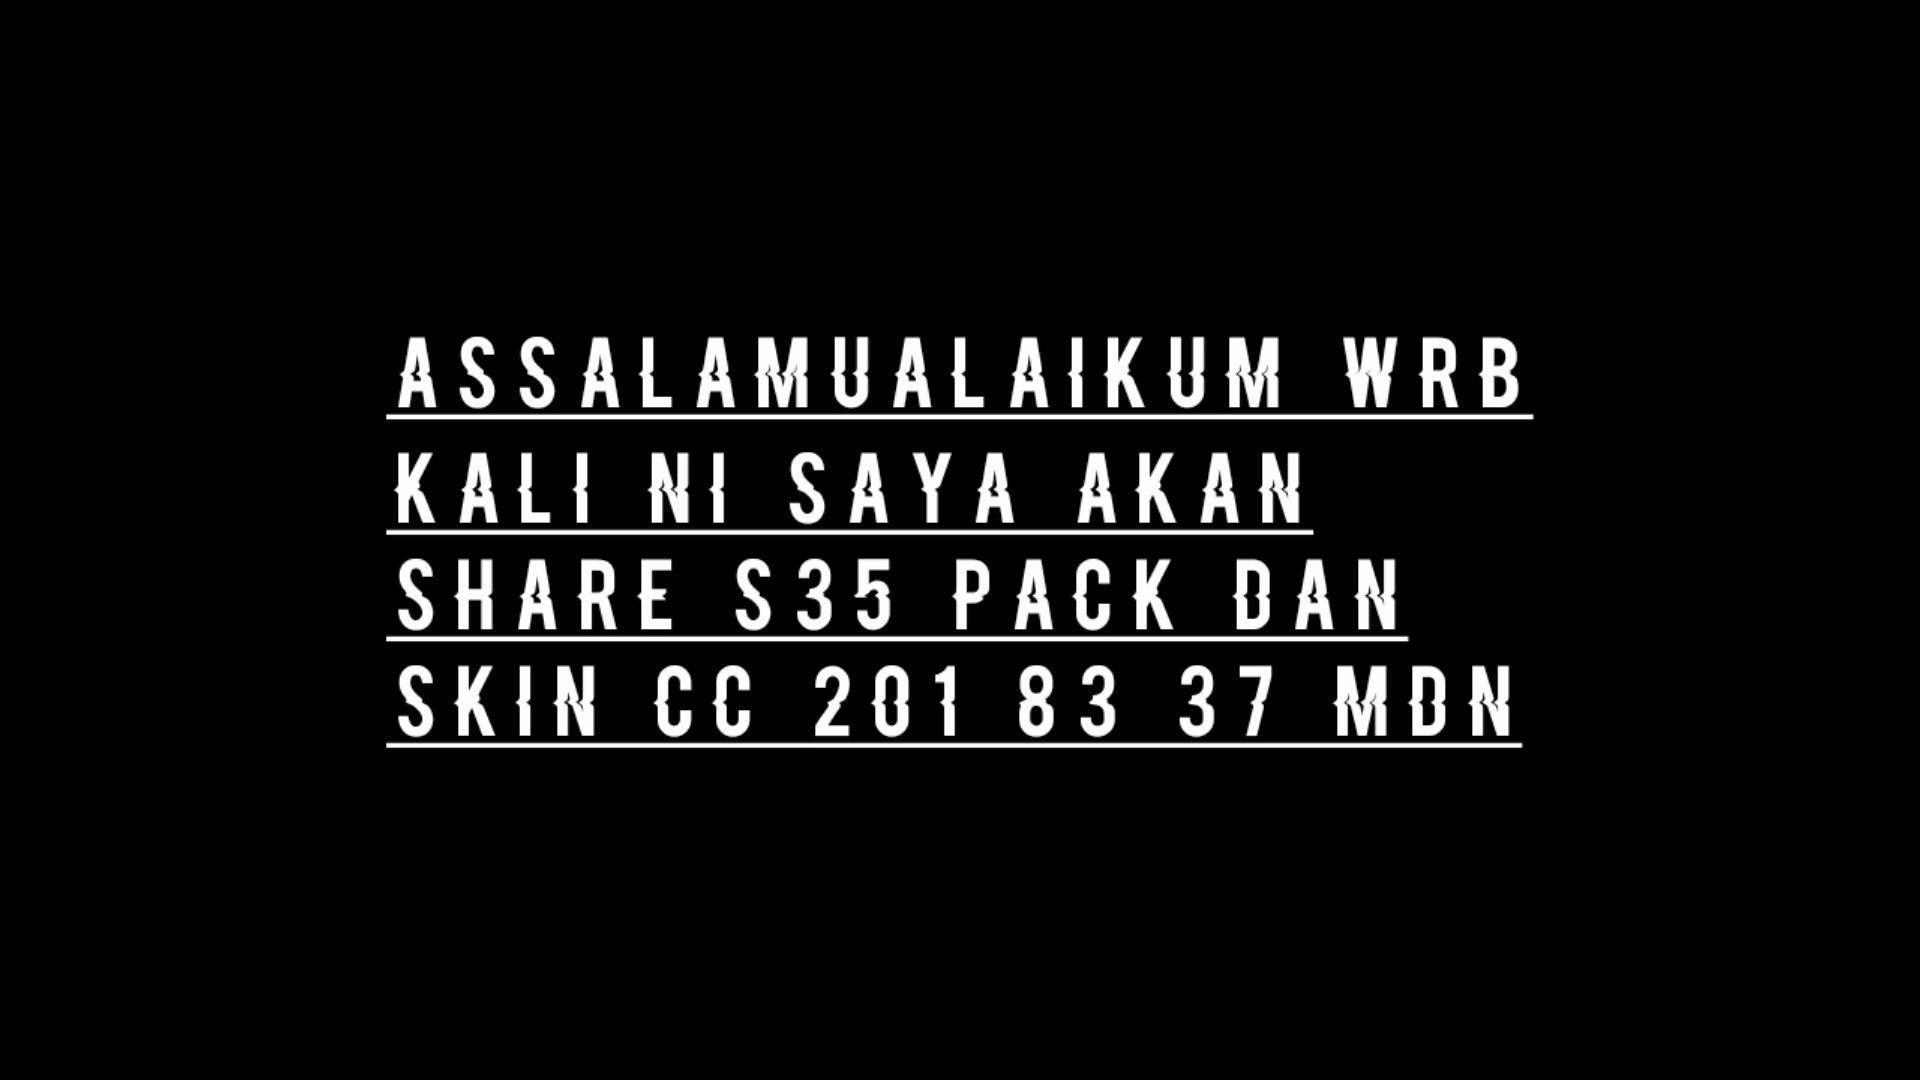 ASSALAMUALAIKUM WRB
KALI NI SAYA AKAN
SHARE S35 PACK DAN
SKIN CC 201 83 37 MDN